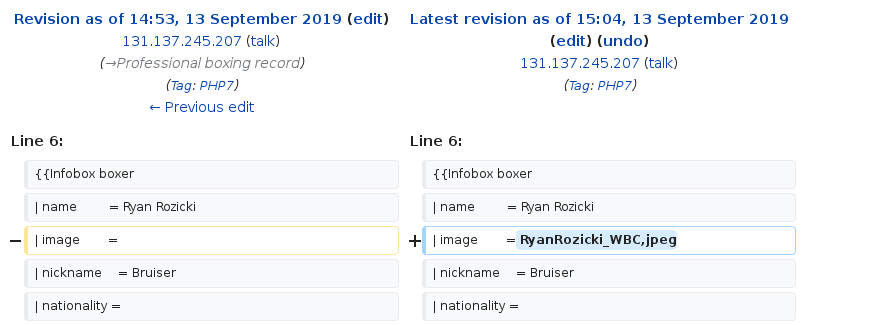 Revision as of 14:53, 13 September 2019 (edit)
131.137.245.207 (talk)
(→Professional boxing record)
(Tag: PHP7)
← Previous edit
Latest revision as of 15:04, 13 September 2019
(edit) (undo)
131.137.245.207 (talk)
(Tag: PHP7)
Line 6:
{{Infobox boxer
| name = Ryan Rozicki
− | image =
| nickname = Bruiser
| nationality =
Line 6:
{{Infobox boxer
| name = Ryan Rozicki
+ | image = RyanRozicki_WBC,jpeg
| nickname = Bruiser
| nationality =